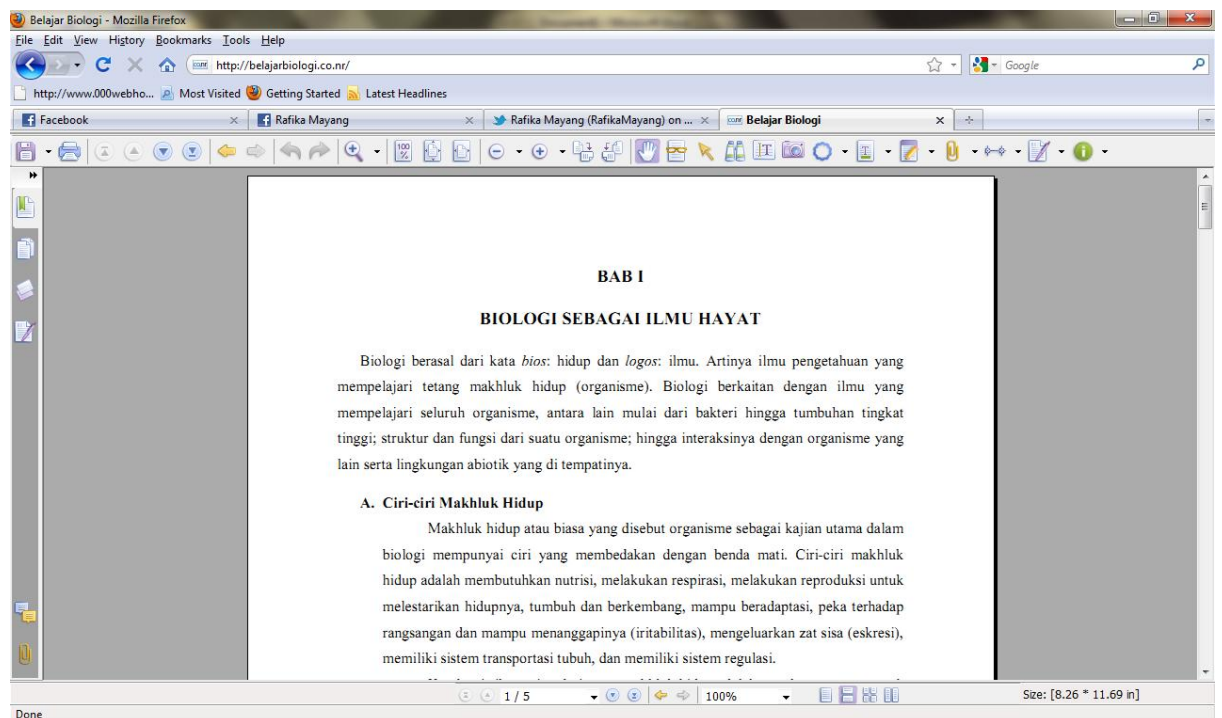 Belajar Biologi - Mozilla Firefox
File Edit View History Bookmarks Tools Help
http://belajarbiologi.co.nr/
Google
http://www.000webho... Most Visited Getting Started Latest Headlines
Facebook Rafika Mayang Rafika Mayang (RafikaMayang) on ... Belajar Biologi
BAB I
BIOLOGI SEBAGAI ILMU HAYAT
Biologi berasal dari kata bios: hidup dan logos: ilmu. Artinya ilmu pengetahuan yang
mempelajari tetang makhluk hidup (organisme). Biologi berkaitan dengan ilmu yang
mempelajari seluruh organisme, antara lain mulai dari bakteri hingga tumbuhan tingkat
tinggi; struktur dan fungsi dari suatu organisme; hingga interaksinya dengan organisme yang
lain serta lingkungan abiotik yang di tempatinya.
A. Ciri-ciri Makhluk Hidup
Makhluk hidup atau biasa yang disebut organisme sebagai kajian utama dalam
biologi mempunyai ciri yang membedakan dengan benda mati. Ciri-ciri makhluk
hidup adalah membutuhkan nutrisi, melakukan respirasi, melakukan reproduksi untuk
melestarikan hidupnya, tumbuh dan berkembang, mampu beradaptasi, peka terhadap
rangsangan dan mampu menanggapinya (iritabilitas), mengeluarkan zat sisa (eskresi),
memiliki sistem transportasi tubuh, dan memiliki sistem regulasi.
1 / 5 100% Size: [8.26 * 11.69 in]
Done